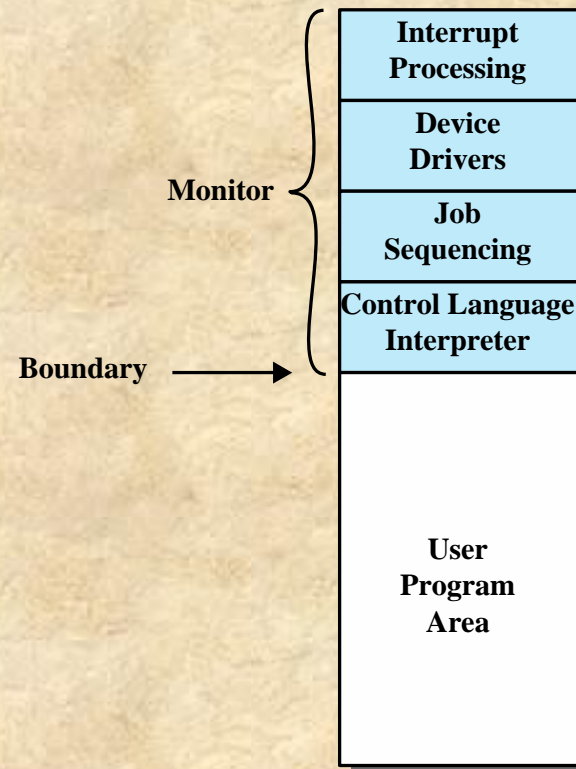 Interrupt
Processing
Device
Drivers
Monitor
Job
Sequencing
Control Language
Interpreter
Boundary
User
Program
Area